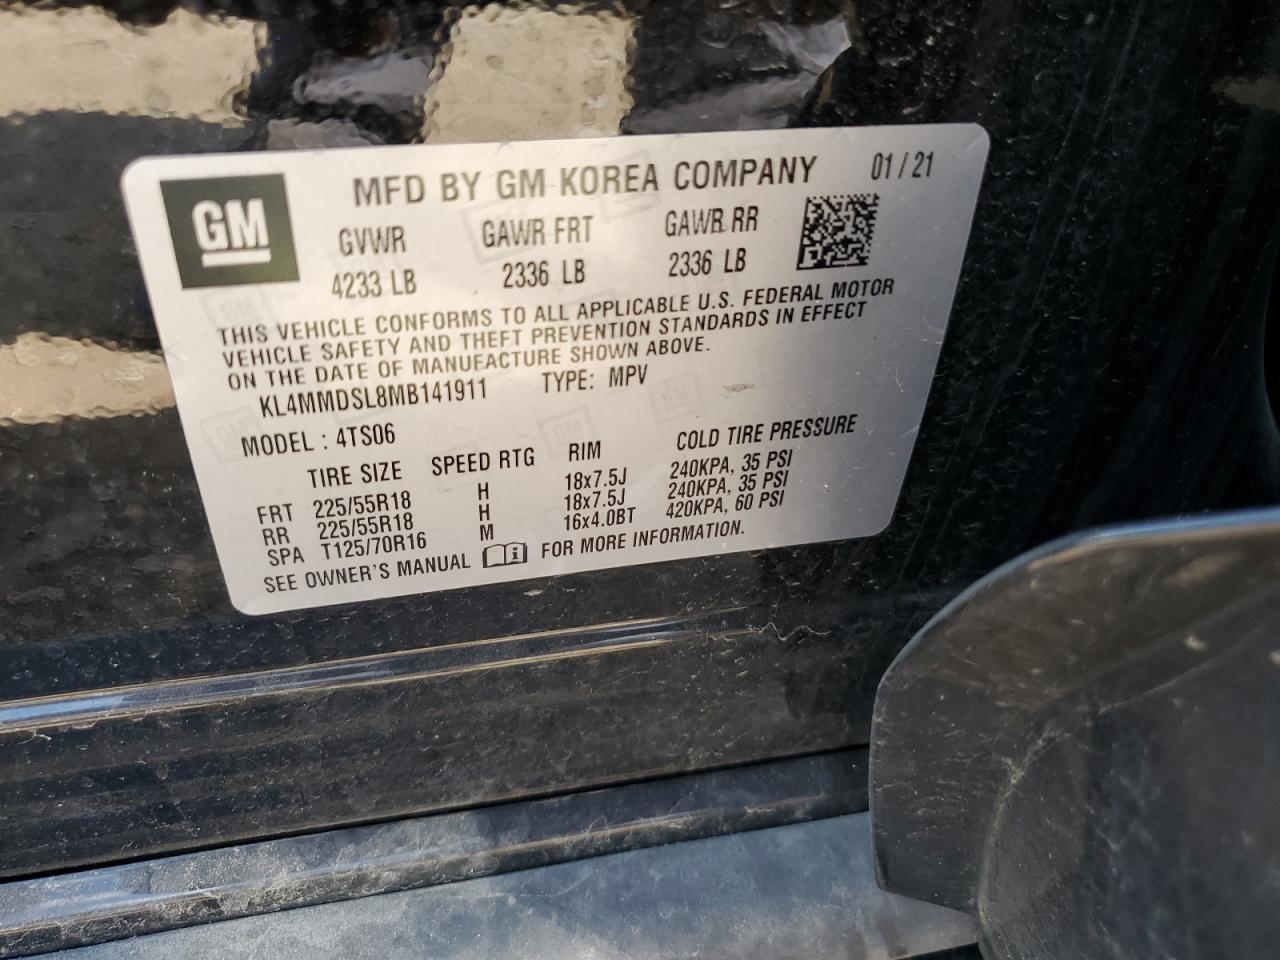 GM
MFD BY GM KOREA COMPANY 01 / 21
GVWR GAWR FRT GAWR RR
4233 LB 2336 LB 2336 LB
THIS VEHICLE CONFORMS TO ALL APPLICABLE U.S. FEDERAL MOTOR
VEHICLE SAFETY AND THEFT PREVENTION STANDARDS IN EFFECT
ON THE DATE OF MANUFACTURE SHOWN ABOVE.
KL4MMDSL8MB141911 TYPE: MPV
MODEL : 4TS06
TIRE SIZE SPEED RTG RIM COLD TIRE PRESSURE
FRT 225/55R18 H 18x7.5J 240KPA, 35 PSI
RR 225/55R18 H 18x7.5J 240KPA, 35 PSI
SPA T125/70R16 M 16x4.0BT 420KPA, 60 PSI
SEE OWNER'S MANUAL FOR MORE INFORMATION.